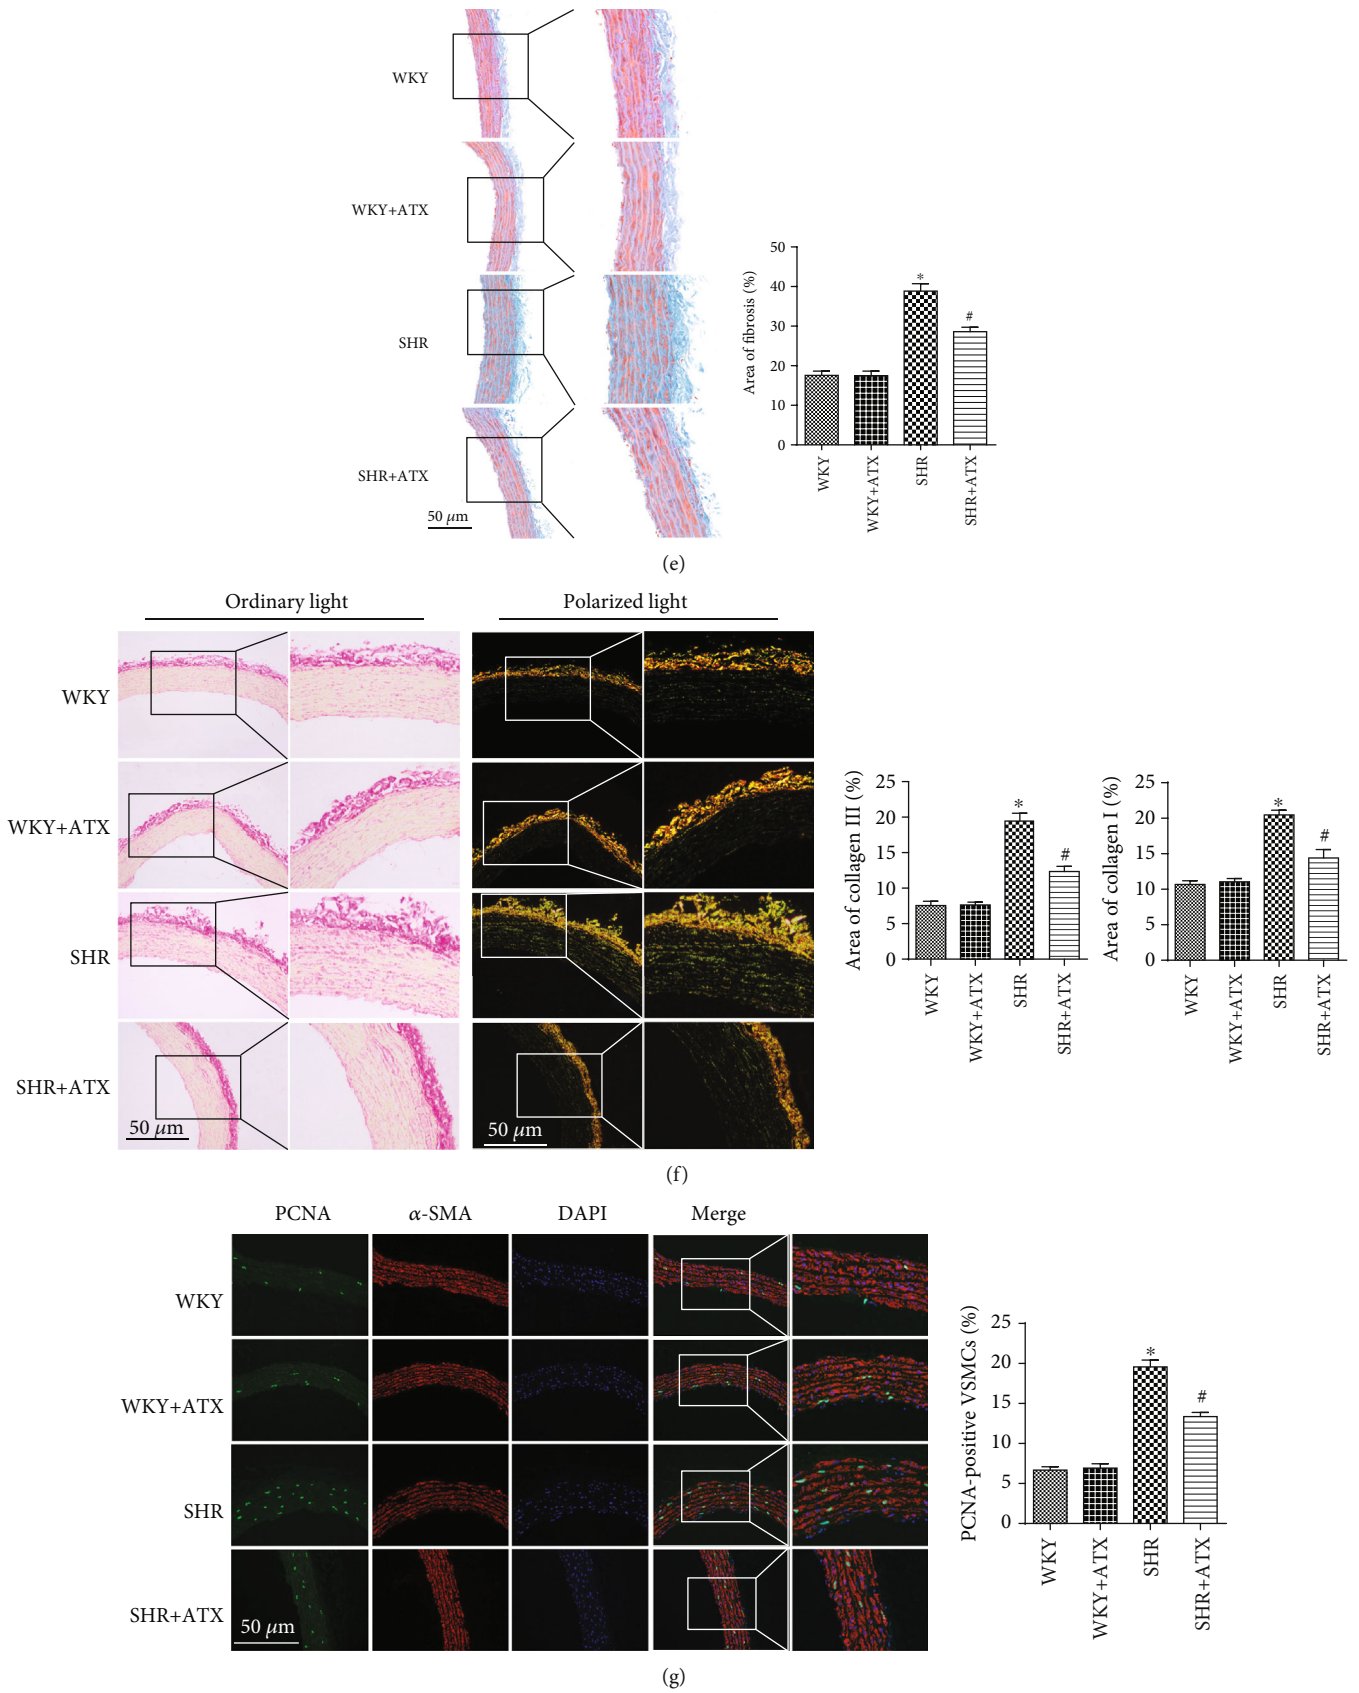 WKY
WKY+ATX
SHR
SHR+ATX
50 μm
Area of fibrosis (%)
50
40
30
20
10
0
*
#
WKY
WKY+ATX
SHR
SHR+ATX
(e)
Ordinary light
Polarized light
WKY
WKY+ATX
SHR
SHR+ATX
50 μm
50 μm
Area of collagen III (%)
25
20
15
10
5
0
*
#
WKY
WKY+ATX
SHR
SHR+ATX
Area of collagen I (%)
25
20
15
10
5
0
*
#
WKY
WKY+ATX
SHR
SHR+ATX
(f)
PCNA
α-SMA
DAPI
Merge
WKY
WKY+ATX
SHR
SHR+ATX
50 μm
PCNA-positive VSMCs (%)
25
20
15
10
5
0
*
#
WKY
WKY+ATX
SHR
SHR+ATX
(g)